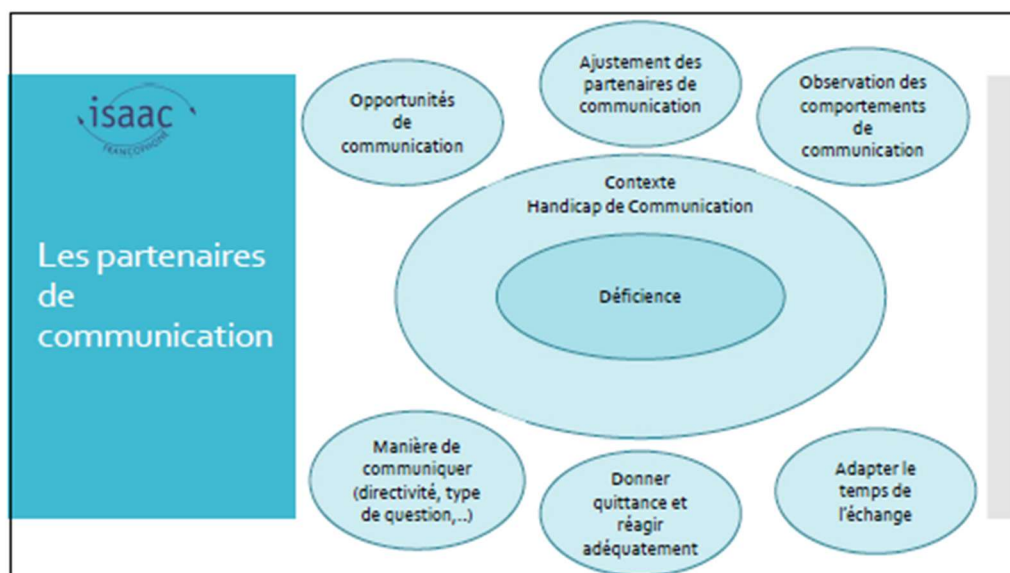 isaac
FRANCOPHONE
Les partenaires
de
communication
Opportunités
de
communication
Ajustement des
partenaires de
communication
Observation des
comportements
de
communication
Contexte
Handicap de Communication
Déficience
Manière de
communiquer
(directivité, type
de question,..)
Donner
quittance et
réagir
adéquatement
Adapter le
temps de
l'échange